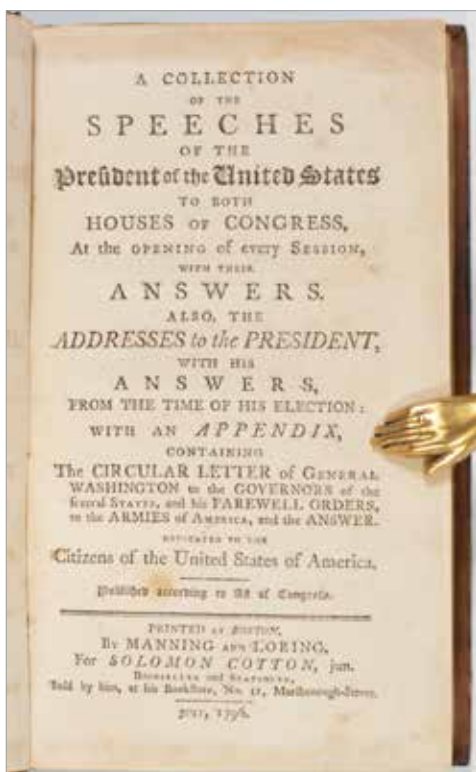 A COLLECTION
OF THE
SPEECHES
OF THE
President of the United States
TO BOTH
HOUSES OF CONGRESS,
At the OPENING of every SESSION,
WITH THEIR
ANSWERS.
ALSO, THE
ADDRESSES to the PRESIDENT,
WITH HIS
ANSWERS,
FROM THE TIME OF HIS ELECTION:
WITH AN APPENDIX,
CONTAINING
The CIRCULAR LETTER of GENERAL
WASHINGTON to the GOVERNORS of the
several STATES, and his FAREWELL ORDERS,
to the ARMIES of AMERICA, and the ANSWER.
DEDICATED TO THE
Citizens of the United States of America.
Published according to Act of Congress.
PRINTED AT BOSTON,
BY MANNING AND LORING,
For SOLOMON COTTON, jun.
BOOKSELLER and STATIONER,
Sold by him, at his Bookstore, No. 51, Marlborough-Street.
JULY, 1796.